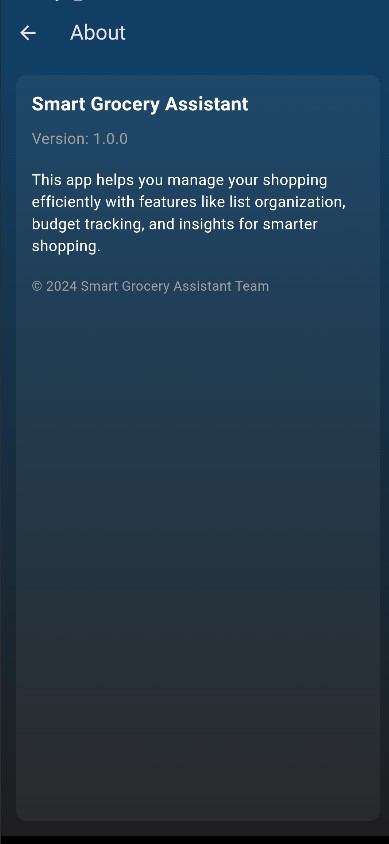 About
Smart Grocery Assistant
Version: 1.0.0
This app helps you manage your shopping
efficiently with features like list organization,
budget tracking, and insights for smarter
shopping.
© 2024 Smart Grocery Assistant Team